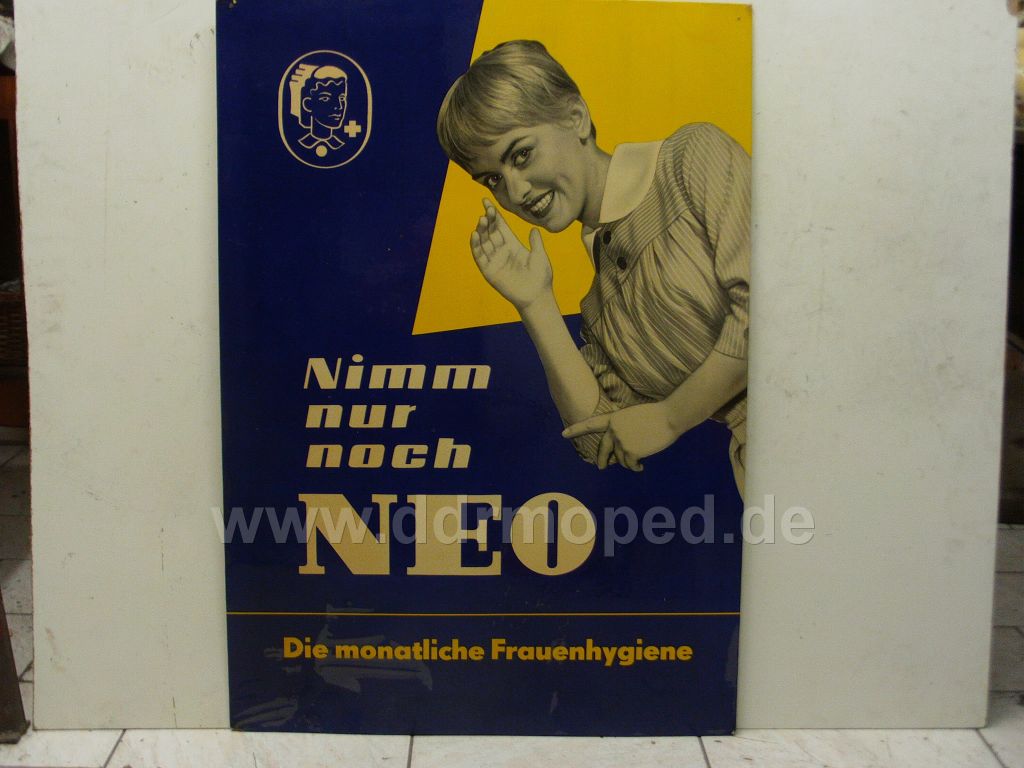 Nimm
nur
noch
NEO
www.ddrmoped.de
Die monatliche Frauenhygiene